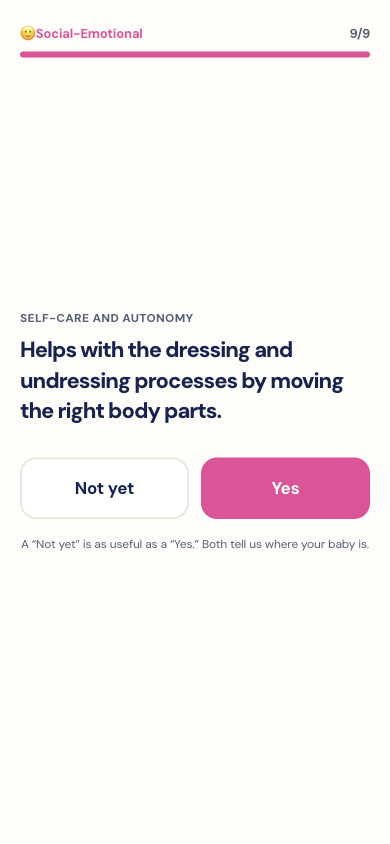 🙂Social-Emotional 9/9
SELF-CARE AND AUTONOMY
Helps with the dressing and
undressing processes by moving
the right body parts.
Not yet Yes
A “Not yet” is as useful as a “Yes.” Both tell us where your baby is.